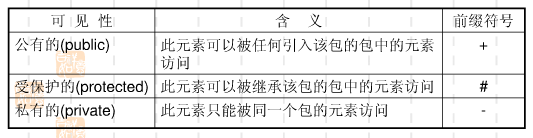 可 见 性 含 义 前缀符号
公有的(public) 此元素可以被任何引入该包的包中的元素 +
访问
受保护的(protected) 此元素可以被继承该包的包中的元素访问 #
私有的(private) 此元素只能被同一个包的元素访问 -